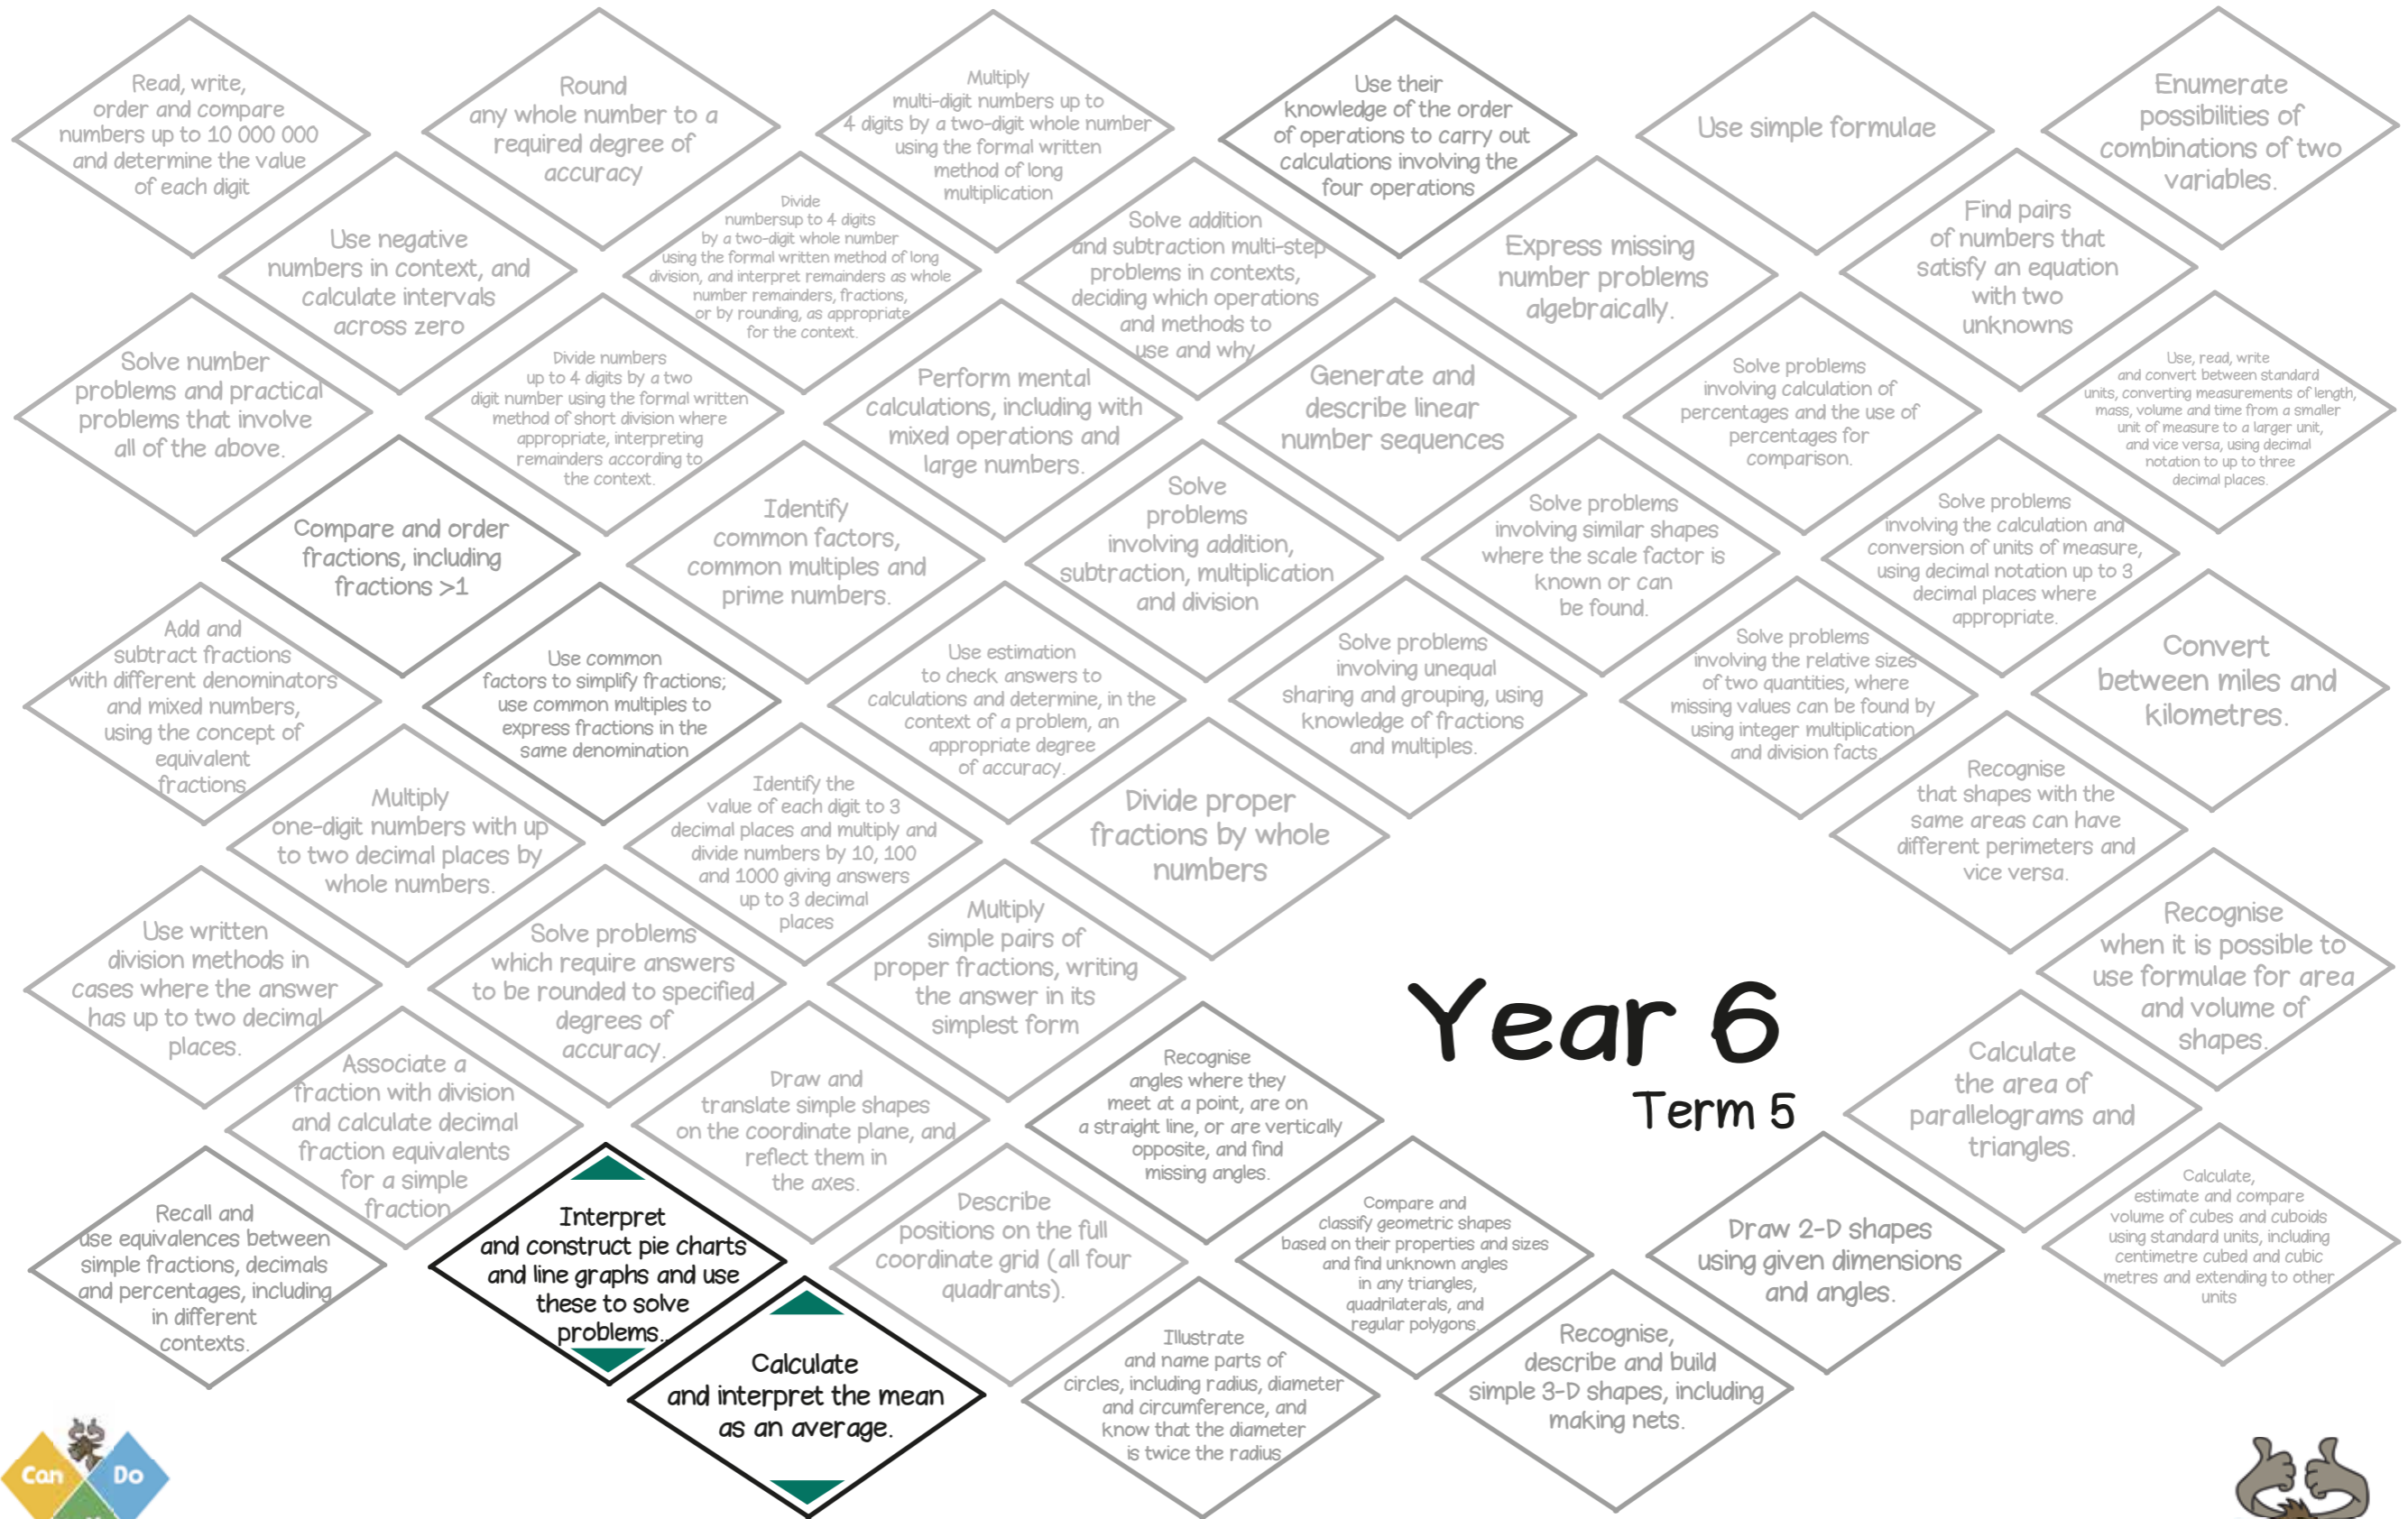 Read, write,
order and compare
numbers up to 10 000 000
and determine the value
of each digit
Round
any whole number to a
required degree of
accuracy
Multiply
multi-digit numbers up to
4 digits by a two-digit whole number
using the formal written
method of long
multiplication
Use their
knowledge of the order
of operations to carry out
calculations involving the
four operations
Use simple formulae
Enumerate
possibilities of
combinations of two
variables.
Use negative
numbers in context, and
calculate intervals
across zero
Divide
numbersup to 4 digits
by a two-digit whole number
using the formal written method of long
division, and interpret remainders as whole
number remainders, fractions,
or by rounding, as appropriate
for the context.
Solve addition
and subtraction multi-step
problems in contexts,
deciding which operations
and methods to
use and why
Express missing
number problems
algebraically.
Find pairs
of numbers that
satisfy an equation
with two
unknowns
Solve number
problems and practical
problems that involve
all of the above.
Divide numbers
up to 4 digits by a two
digit number using the formal written
method of short division where
appropriate, interpreting
remainders according to
the context.
Perform mental
calculations, including with
mixed operations and
large numbers.
Generate and
describe linear
number sequences
Solve problems
involving calculation of
percentages and the use of
percentages for
comparison.
Use, read, write
and convert between standard
units, converting measurements of length,
mass, volume and time from a smaller
unit of measure to a larger unit,
and vice versa, using decimal
notation to up to three
decimal places.
Compare and order
fractions, including
fractions >1
Identify
common factors,
common multiples and
prime numbers.
Solve
problems
involving addition,
subtraction, multiplication
and division
Solve problems
involving similar shapes
where the scale factor is
known or can
be found.
Solve problems
involving the calculation and
conversion of units of measure,
using decimal notation up to 3
decimal places where
appropriate.
Add and
subtract fractions
with different denominators
and mixed numbers,
using the concept of
equivalent
fractions
Use common
factors to simplify fractions;
use common multiples to
express fractions in the
same denomination
Use estimation
to check answers to
calculations and determine, in the
context of a problem, an
appropriate degree
of accuracy.
Solve problems
involving unequal
sharing and grouping, using
knowledge of fractions
and multiples.
Solve problems
involving the relative sizes
of two quantities, where
missing values can be found by
using integer multiplication
and division facts
Convert
between miles and
kilometres.
Multiply
one-digit numbers with up
to two decimal places by
whole numbers.
Identify the
value of each digit to 3
decimal places and multiply and
divide numbers by 10, 100
and 1000 giving answers
up to 3 decimal
places
Divide proper
fractions by whole
numbers
Recognise
that shapes with the
same areas can have
different perimeters and
vice versa.
Use written
division methods in
cases where the answer
has up to two decimal
places.
Solve problems
which require answers
to be rounded to specified
degrees of
accuracy.
Multiply
simple pairs of
proper fractions, writing
the answer in its
simplest form
Recognise
when it is possible to
use formulae for area
and volume of
shapes.
Year 6
Term 5
Associate a
fraction with division
and calculate decimal
fraction equivalents
for a simple
fraction
Draw and
translate simple shapes
on the coordinate plane, and
reflect them in
the axes.
Recognise
angles where they
meet at a point, are on
a straight line, or are vertically
opposite, and find
missing angles.
Calculate
the area of
parallelograms and
triangles.
Recall and
use equivalences between
simple fractions, decimals
and percentages, including
in different
contexts.
Interpret
and construct pie charts
and line graphs and use
these to solve
problems..
Describe
positions on the full
coordinate grid (all four
quadrants).
Compare and
classify geometric shapes
based on their properties and sizes
and find unknown angles
in any triangles,
quadrilaterals, and
regular polygons.
Draw 2-D shapes
using given dimensions
and angles.
Calculate,
estimate and compare
volume of cubes and cuboids
using standard units, including
centimetre cubed and cubic
metres and extending to other
units
Calculate
and interpret the mean
as an average.
Illustrate
and name parts of
circles, including radius, diameter
and circumference, and
know that the diameter
is twice the radius
Recognise,
describe and build
simple 3-D shapes, including
making nets.
Can Do